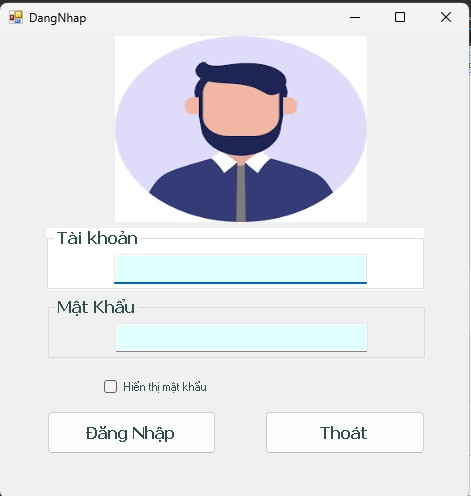 DangNhap
Tài khoản
Mật Khẩu
Hiển thị mật khẩu
Đăng Nhập
Thoát